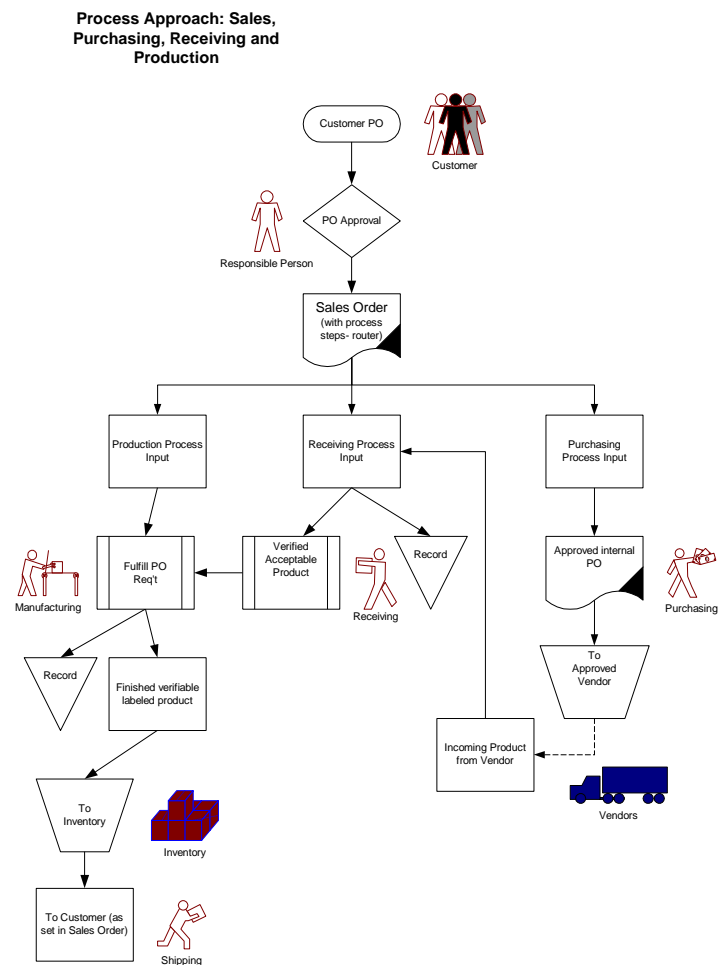 Process Approach: Sales,
Purchasing, Receiving and
Production
Customer PO
Customer
PO Approval
Responsible Person
Sales Order
(with process
steps- router)
Production Process
Input
Receiving Process
Input
Purchasing
Process Input
Fulfill PO
Req't
Manufacturing
Verified
Acceptable
Product
Receiving
Record
Approved internal
PO
Purchasing
Record
Finished verifiable
labeled product
To
Approved
Vendor
Incoming Product
from Vendor
Vendors
To
Inventory
Inventory
To Customer (as
set in Sales Order)
Shipping